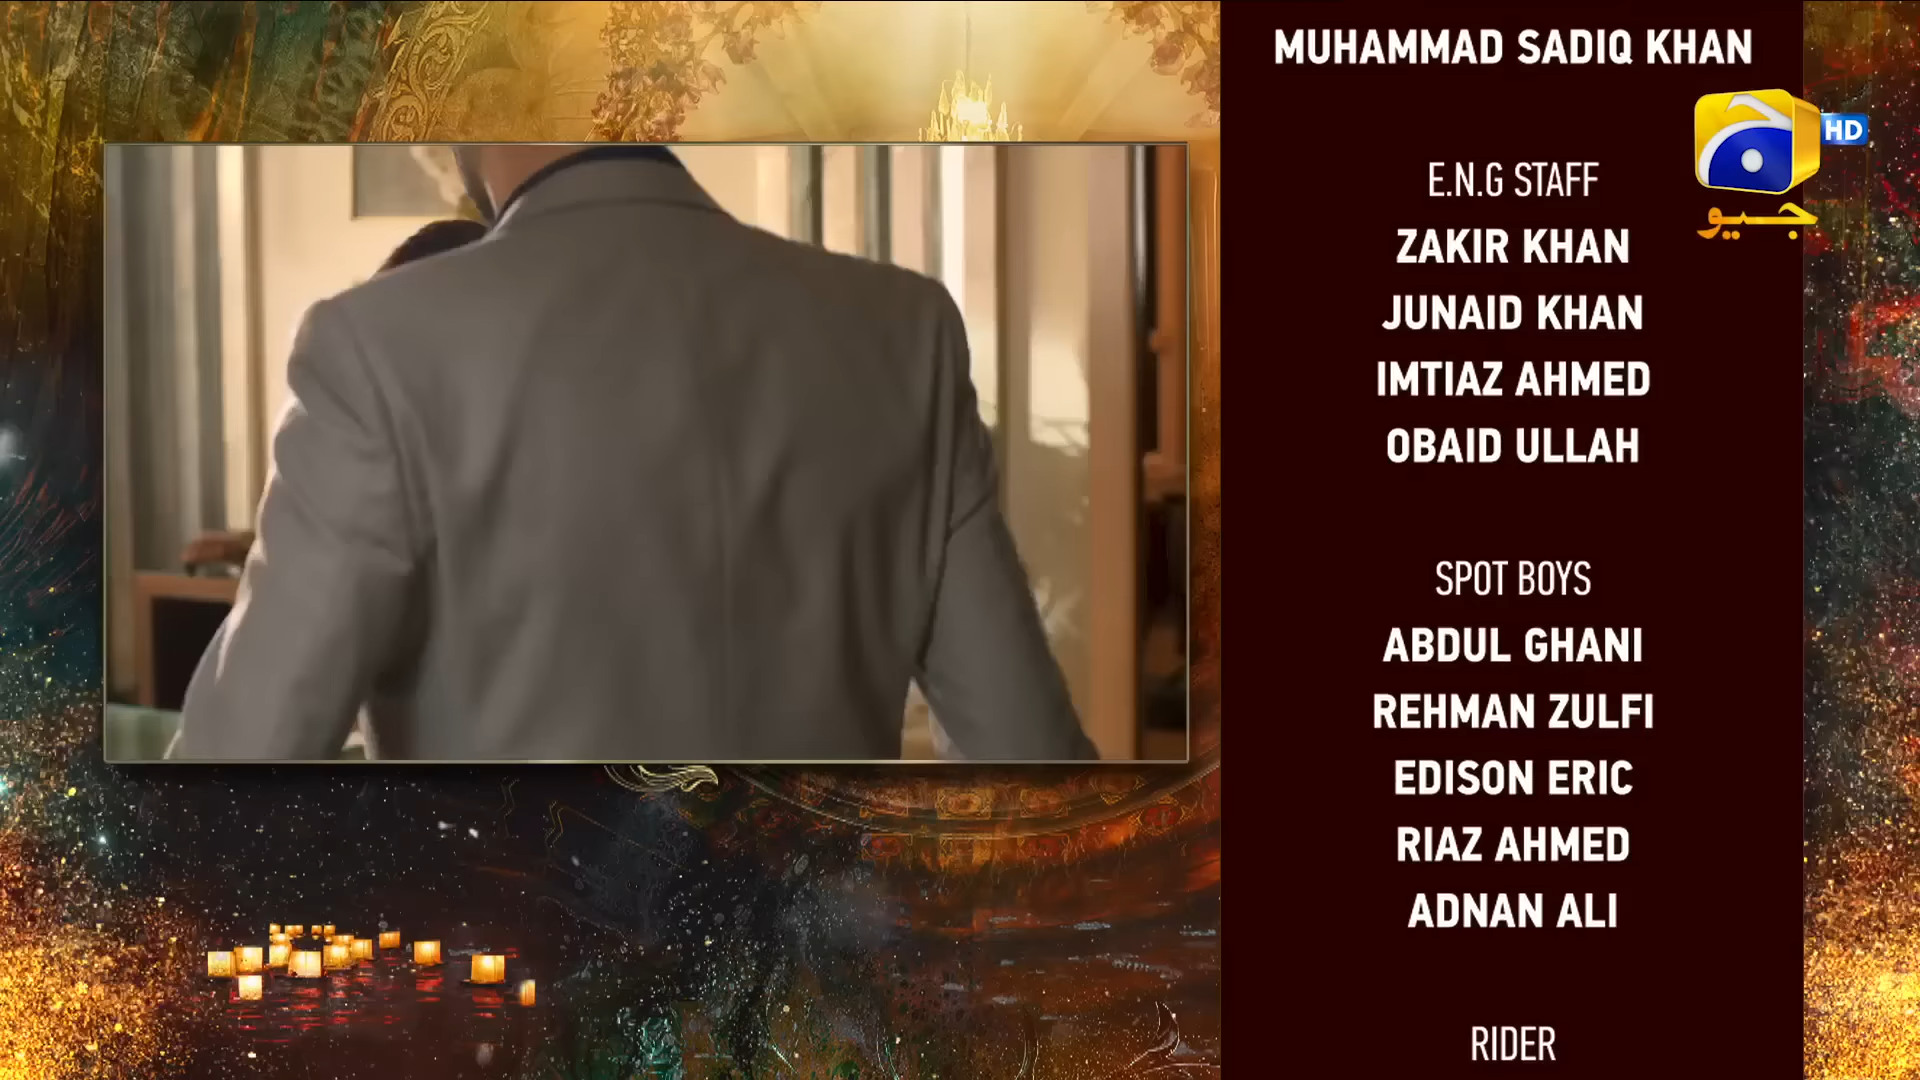 MUHAMMAD SADIQ KHAN
HD
جیو
E.N.G STAFF
ZAKIR KHAN
JUNAID KHAN
IMTIAZ AHMED
OBAID ULLAH
SPOT BOYS
ABDUL GHANI
REHMAN ZULFI
EDISON ERIC
RIAZ AHMED
ADNAN ALI
RIDER